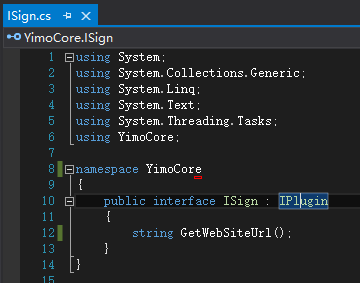 ISign.cs
YimoCore.ISign
1 using System;
2 using System.Collections.Generic;
3 using System.Linq;
4 using System.Text;
5 using System.Threading.Tasks;
6 using YimoCore;
7
8 namespace YimoCore
9 {
10 public interface ISign : IPlugin
11 {
12 string GetWebSiteUrl();
13 }
14 }
15